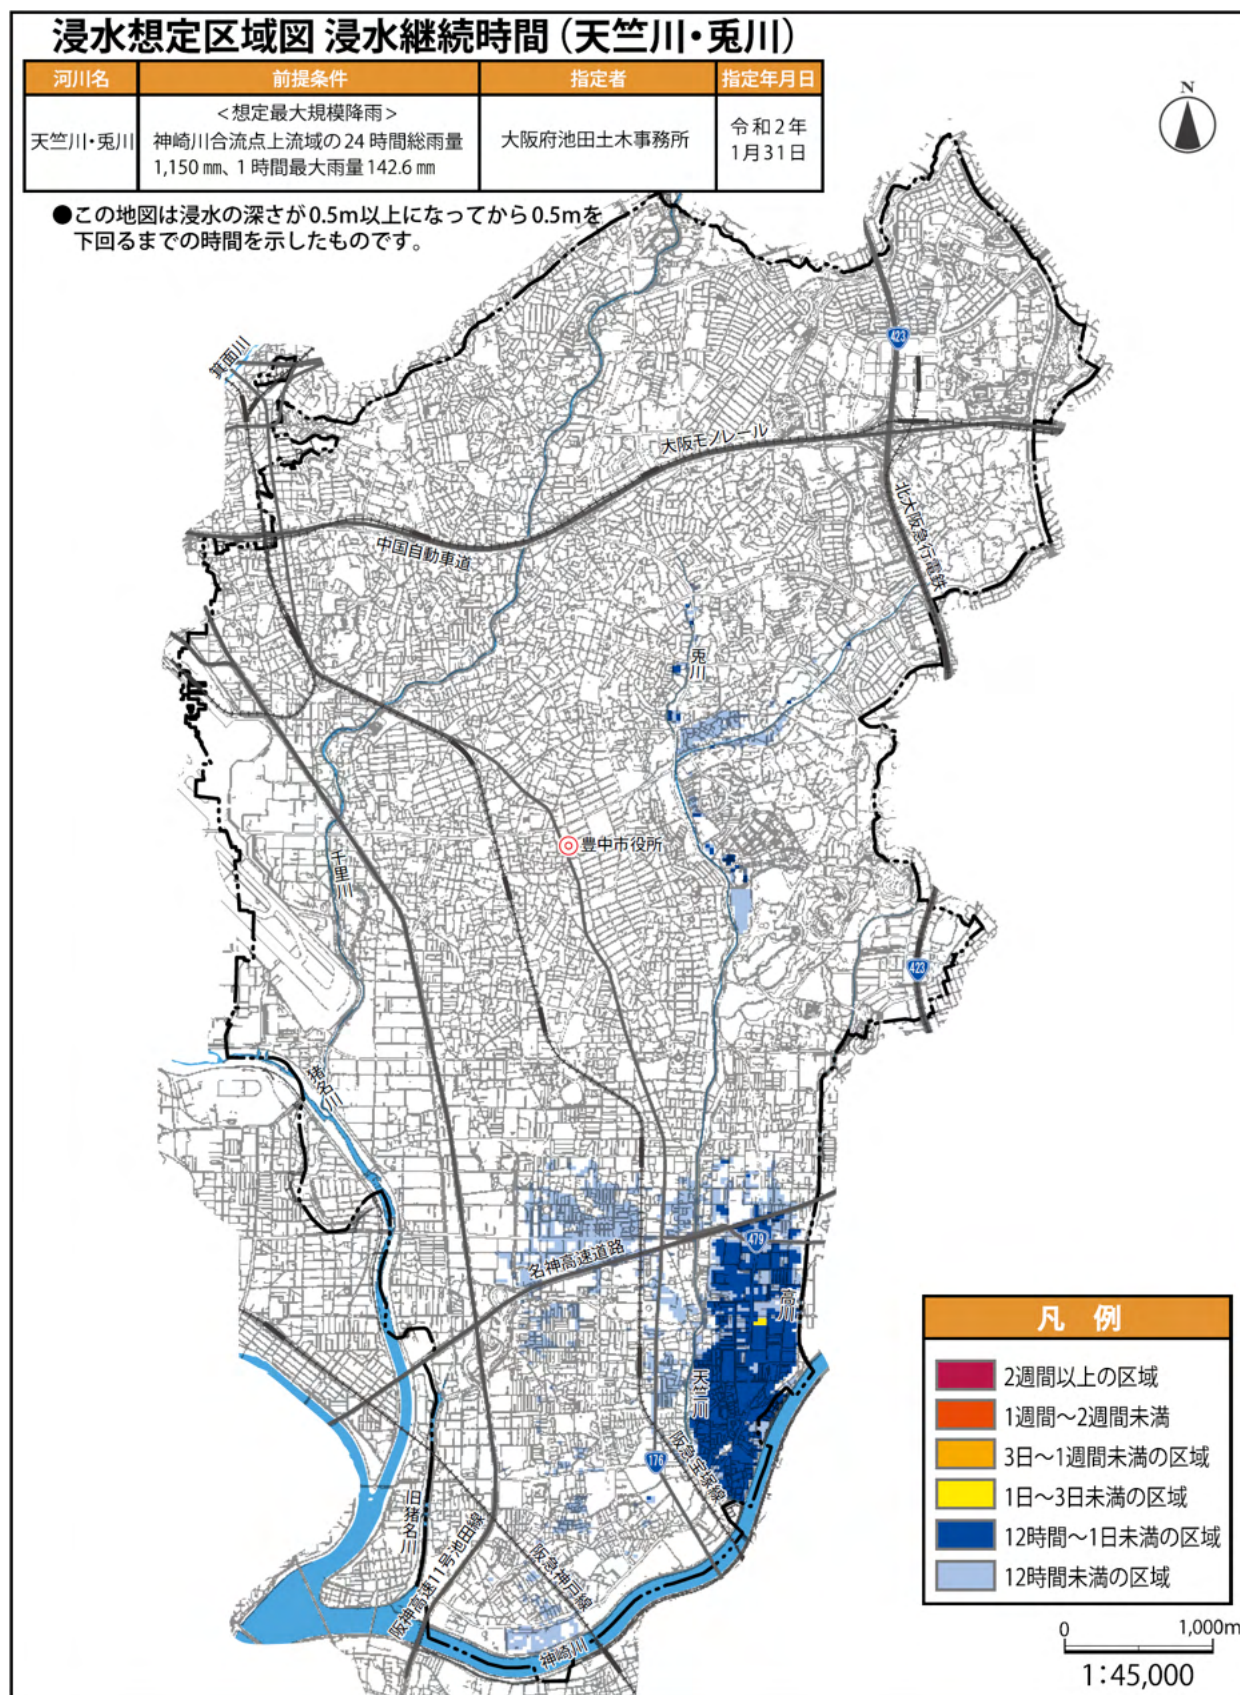 浸水想定区域図 浸水継続時間（天竺川・兎川）
河川名 前提条件 指定者 指定年月日
天竺川・兎川
＜想定最大規模降雨＞
神崎川合流点上流域の24時間総雨量
1,150㎜、1時間最大雨量142.6㎜
大阪府池田土木事務所
令和2年
1月31日
●この地図は浸水の深さが0.5m以上になってから0.5mを
下回るまでの時間を示したものです。
N
423
箕面川
大阪モノレール
北大阪急行電鉄
中国自動車道
兎川
豊中市役所
千里川
423
猪名川
479
名神高速道路
高川
天竺川
阪急宝塚線
176
旧猪名川
阪神高速11号池田線
阪急神戸線
神崎川
凡 例
2週間以上の区域
1週間～2週間未満
3日～1週間未満の区域
1日～3日未満の区域
12時間～1日未満の区域
12時間未満の区域
0 1,000m
1：45,000